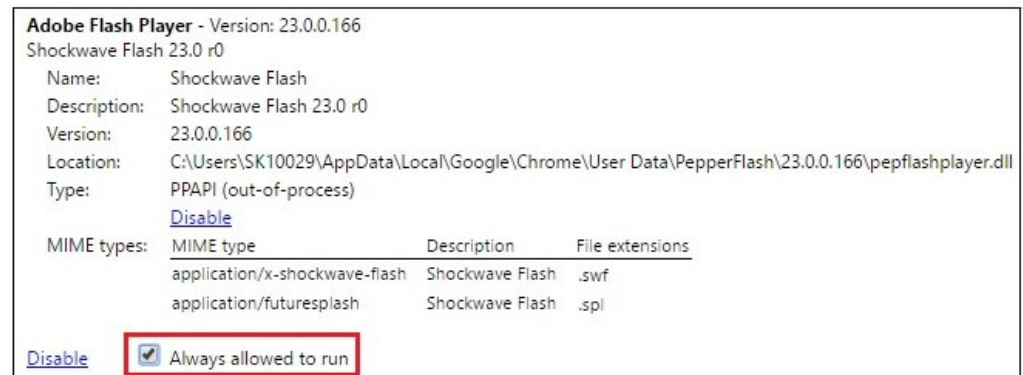 Adobe Flash Player - Version: 23.0.0.166
Shockwave Flash 23.0 r0
Name: Shockwave Flash
Description: Shockwave Flash 23.0 r0
Version: 23.0.0.166
Location: C:\Users\SK10029\AppData\Local\Google\Chrome\User Data\PepperFlash\23.0.0.166\pepflashplayer.dll
Type: PPAPI (out-of-process)
Disable
MIME types: MIME type Description File extensions
application/x-shockwave-flash Shockwave Flash .swf
application/futuresplash Shockwave Flash .spl
Disable Always allowed to run